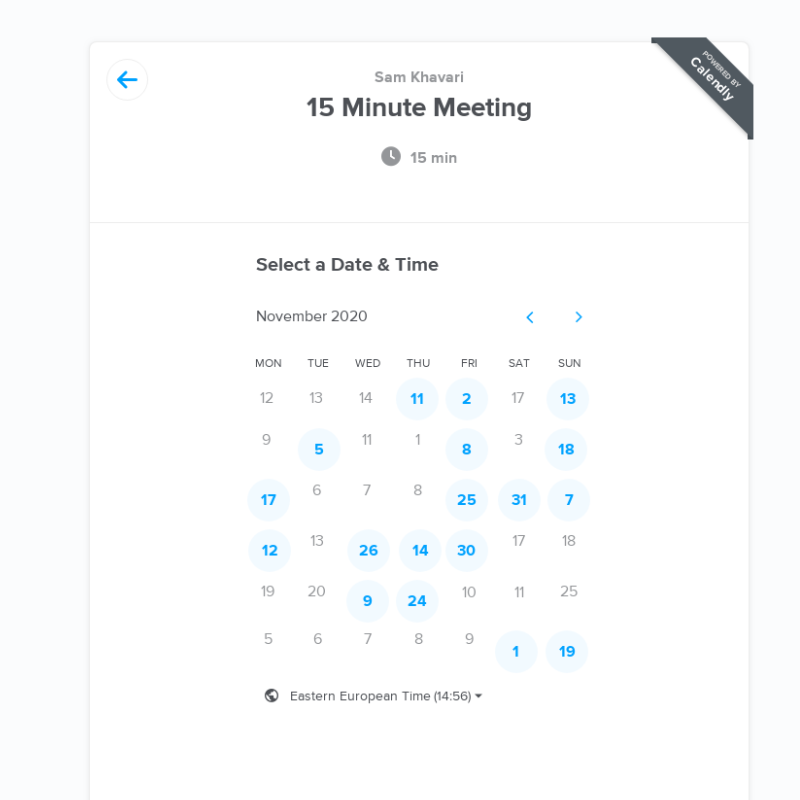 POWERED BY
Calendly
Sam Khavari
15 Minute Meeting
15 min
Select a Date & Time
November 2020
MON TUE WED THU FRI SAT SUN
12 13 14 11 2 17 13
9 5 11 1 8 3 18
17 6 7 8 25 31 7
12 13 26 14 30 17 18
19 20 9 24 10 11 25
5 6 7 8 9 1 19
Eastern European Time (14:56)